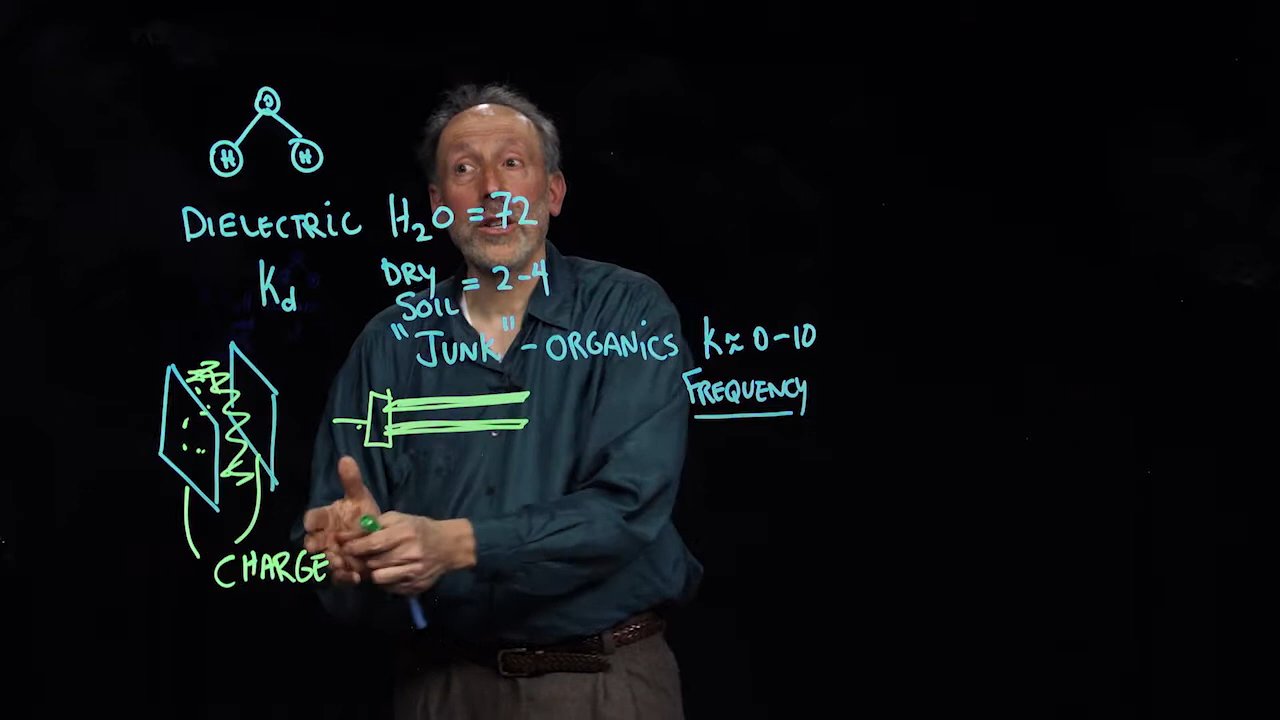 O
H H
DIELECTRIC H₂O = 72
Kd
DRY SOIL = 2-4
"JUNK" - ORGANICS K ≈ 0-10
FREQUENCY
CHARGE